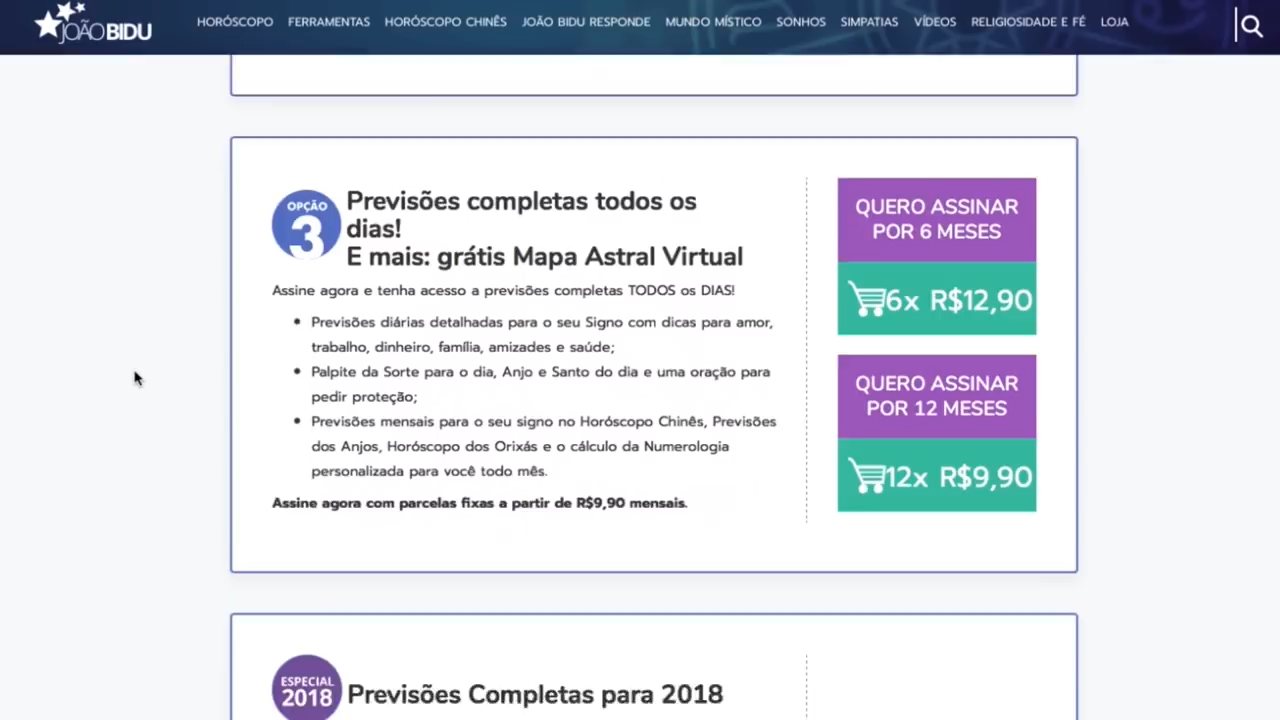 JOÃOBIDU
HORÓSCOPO FERRAMENTAS HORÓSCOPO CHINÊS JOÃO BIDU RESPONDE MUNDO MÍSTICO SONHOS SIMPATIAS VÍDEOS RELIGIOSIDADE E FÉ LOJA
OPÇÃO
3
Previsões completas todos os
dias!
E mais: grátis Mapa Astral Virtual
Assine agora e tenha acesso a previsões completas TODOS os DIAS!
• Previsões diárias detalhadas para o seu Signo com dicas para amor,
trabalho, dinheiro, família, amizades e saúde;
• Palpite da Sorte para o dia, Anjo e Santo do dia e uma oração para
pedir proteção;
• Previsões mensais para o seu signo no Horóscopo Chinês, Previsões
dos Anjos, Horóscopo dos Orixás e o cálculo da Numerologia
personalizada para você todo mês.
Assine agora com parcelas fixas a partir de R$9,90 mensais.
QUERO ASSINAR
POR 6 MESES
6x R$12,90
QUERO ASSINAR
POR 12 MESES
12x R$9,90
ESPECIAL
2018
Previsões Completas para 2018